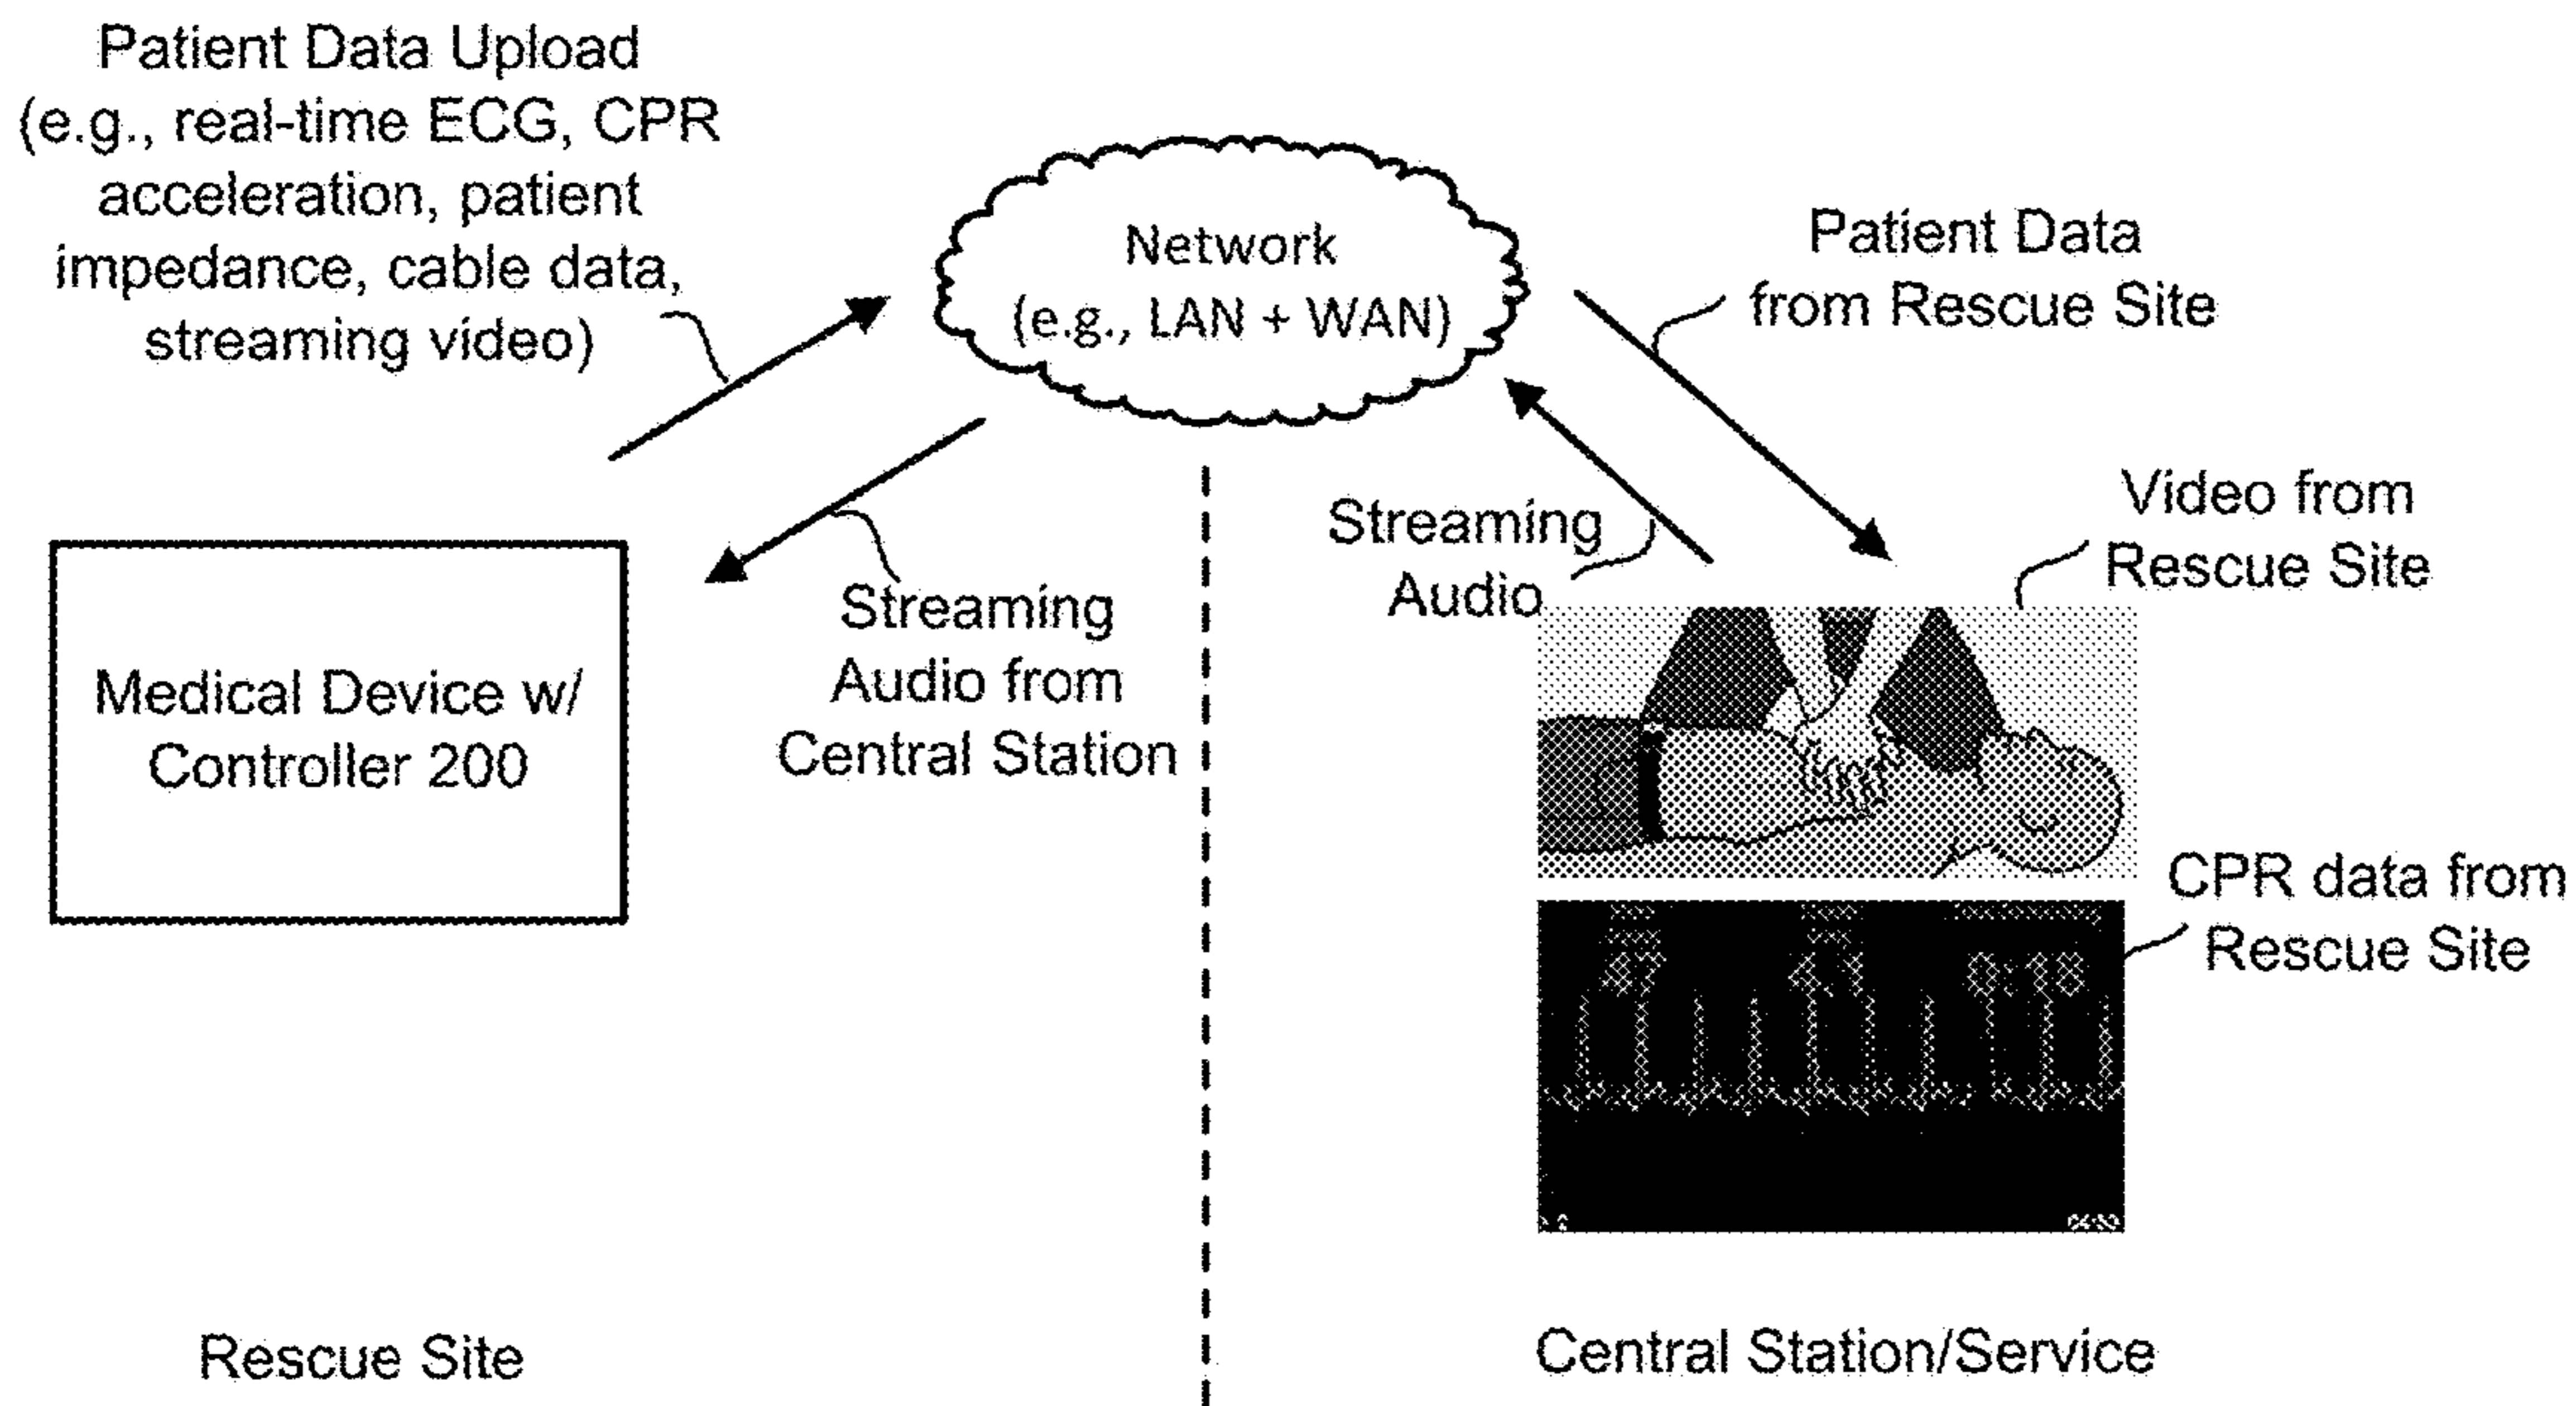 Patient Data Upload
(e.g., real-time ECG, CPR
acceleration, patient
impedance, cable data,
streaming video)
Network
(e.g., LAN + WAN)
Patient Data
from Rescue Site
Streaming
Audio
Video from
Rescue Site
Medical Device w/
Controller 200
Streaming
Audio from
Central Station
CPR data from
Rescue Site
Rescue Site
Central Station/Service